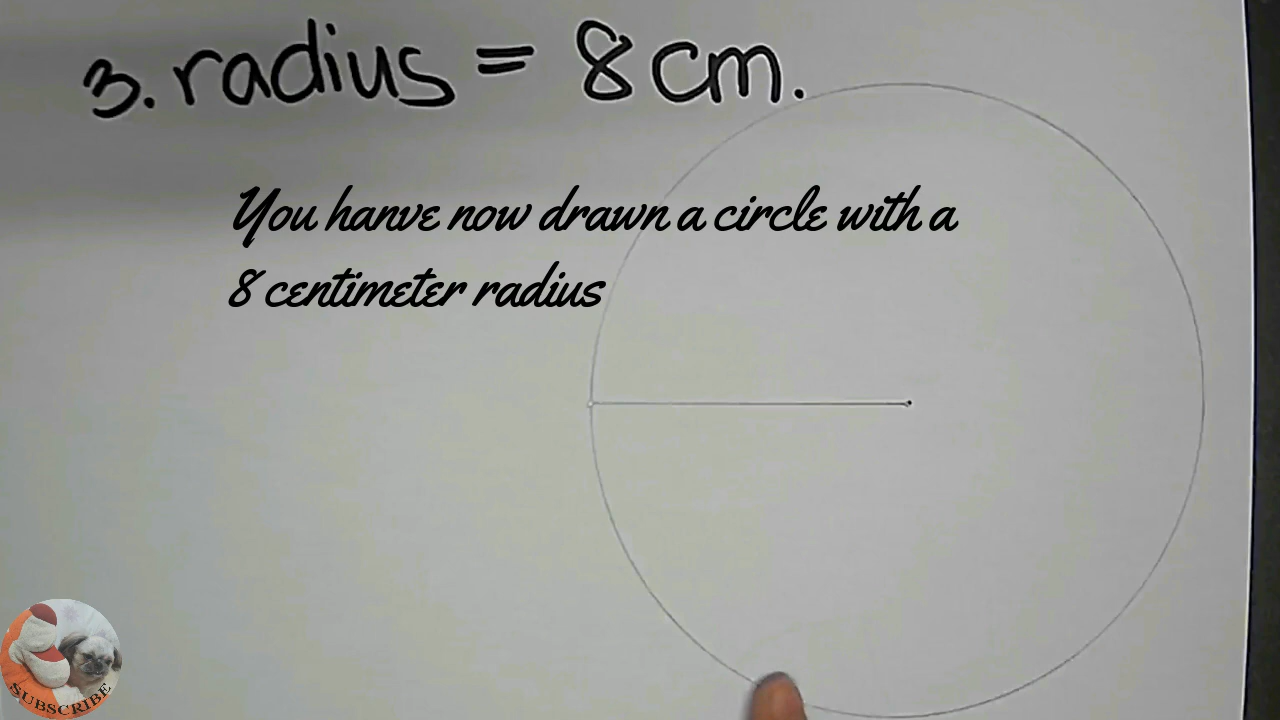 3. radius = 8 cm.
You hanve now drawn a circle with a
8 centimeter radius
SUBSCRIBE